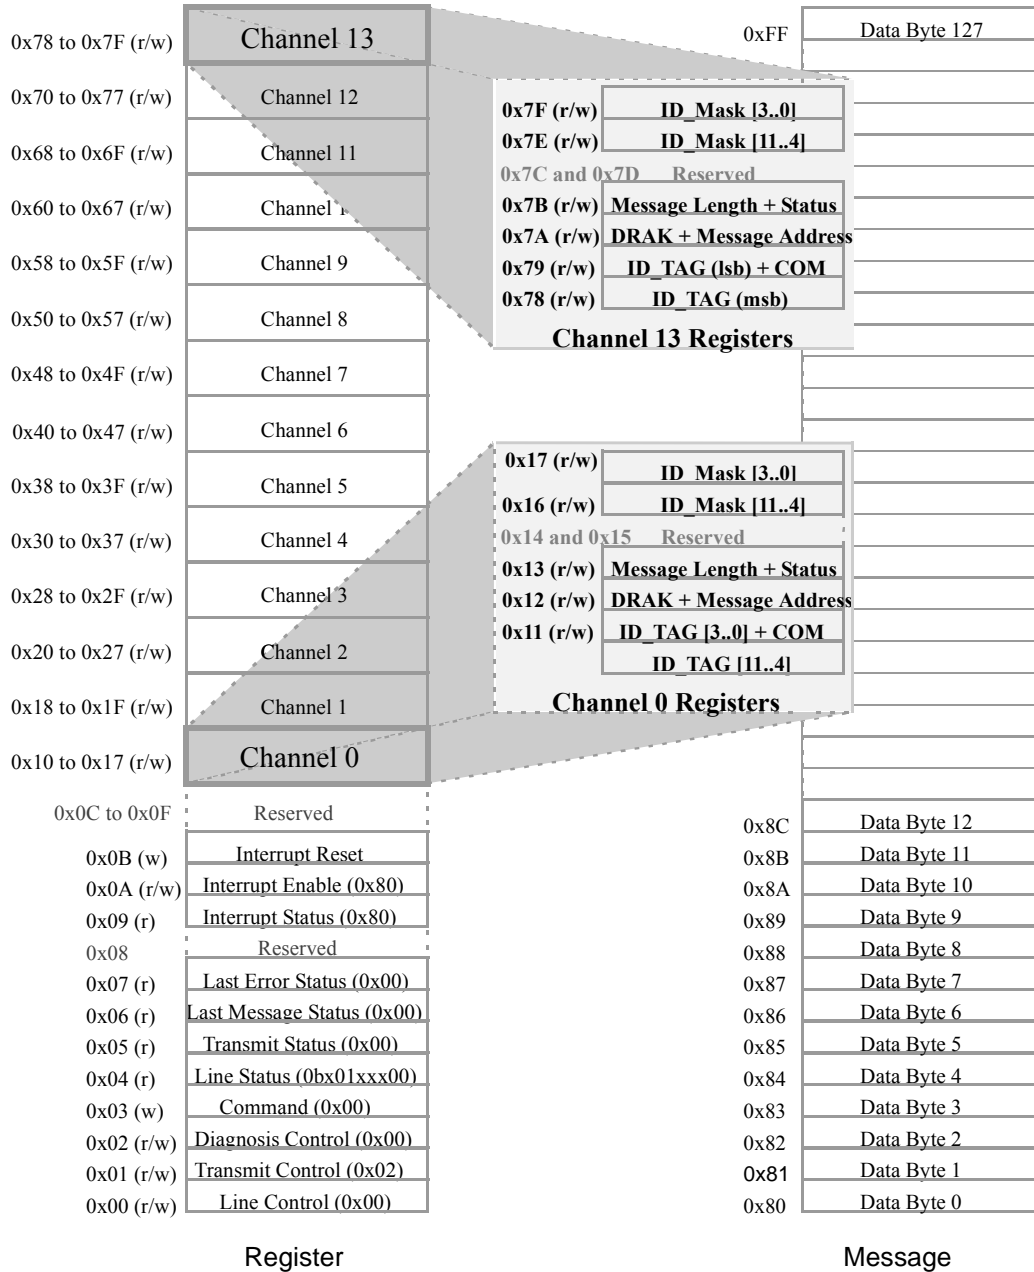 0x78 to 0x7F (r/w) Channel 13
0x70 to 0x77 (r/w) Channel 12
0x68 to 0x6F (r/w) Channel 11
0x60 to 0x67 (r/w) Channel 1
0x58 to 0x5F (r/w) Channel 9
0x50 to 0x57 (r/w) Channel 8
0x48 to 0x4F (r/w) Channel 7
0x40 to 0x47 (r/w) Channel 6
0x38 to 0x3F (r/w) Channel 5
0x30 to 0x37 (r/w) Channel 4
0x28 to 0x2F (r/w) Channel 3
0x20 to 0x27 (r/w) Channel 2
0x18 to 0x1F (r/w) Channel 1
0x10 to 0x17 (r/w) Channel 0
0x0C to 0x0F Reserved
0x0B (w) Interrupt Reset
0x0A (r/w) Interrupt Enable (0x80)
0x09 (r) Interrupt Status (0x80)
0x08 Reserved
0x07 (r) Last Error Status (0x00)
0x06 (r) Last Message Status (0x00)
0x05 (r) Transmit Status (0x00)
0x04 (r) Line Status (0bx01xxx00)
0x03 (w) Command (0x00)
0x02 (r/w) Diagnosis Control (0x00)
0x01 (r/w) Transmit Control (0x02)
0x00 (r/w) Line Control (0x00)
Register
0x7F (r/w) ID_Mask [3..0]
0x7E (r/w) ID_Mask [11..4]
0x7C and 0x7D Reserved
0x7B (r/w) Message Length + Status
0x7A (r/w) DRAK + Message Address
0x79 (r/w) ID_TAG (lsb) + COM
0x78 (r/w) ID_TAG (msb)
Channel 13 Registers
0x17 (r/w) ID_Mask [3..0]
0x16 (r/w) ID_Mask [11..4]
0x14 and 0x15 Reserved
0x13 (r/w) Message Length + Status
0x12 (r/w) DRAK + Message Address
0x11 (r/w) ID_TAG [3..0] + COM
ID_TAG [11..4]
Channel 0 Registers
0xFF Data Byte 127
0x8C Data Byte 12
0x8B Data Byte 11
0x8A Data Byte 10
0x89 Data Byte 9
0x88 Data Byte 8
0x87 Data Byte 7
0x86 Data Byte 6
0x85 Data Byte 5
0x84 Data Byte 4
0x83 Data Byte 3
0x82 Data Byte 2
0x81 Data Byte 1
0x80 Data Byte 0
Message